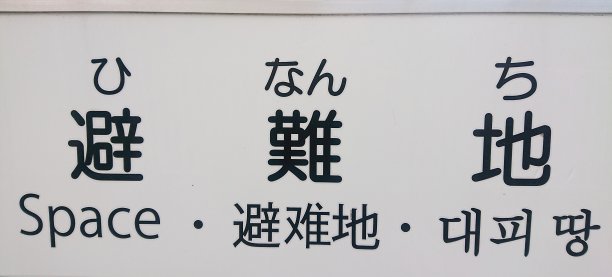 ひ なん ち
避 難 地
Space・避难地・대피 땅